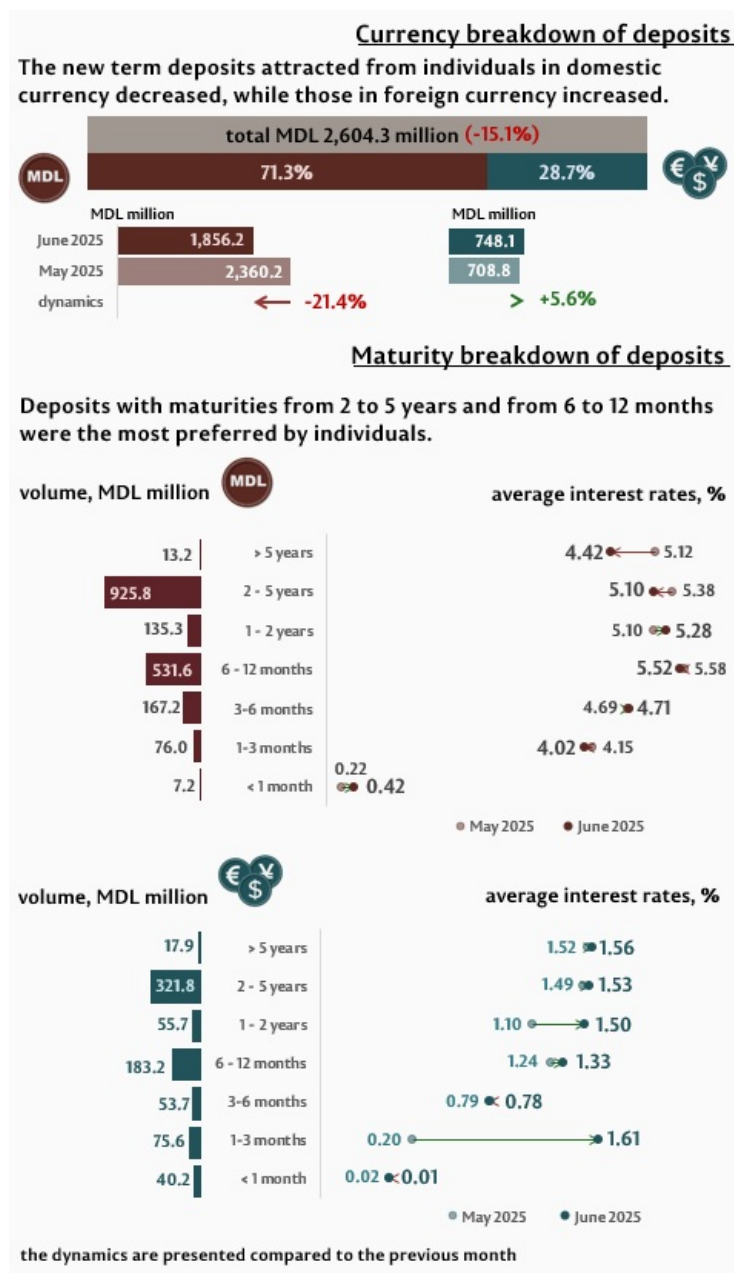 Currency breakdown of deposits
The new term deposits attracted from individuals in domestic
currency decreased, while those in foreign currency increased.
total MDL 2,604.3 million (-15.1%)
MDL 71.3% 28.7% € ¥ $
MDL million MDL million
June 2025 1,856.2 748.1
May 2025 2,360.2 708.8
dynamics -21.4% +5.6%
Maturity breakdown of deposits
Deposits with maturities from 2 to 5 years and from 6 to 12 months
were the most preferred by individuals.
volume, MDL million MDL average interest rates, %
13.2 > 5 years 4.42 5.12
925.8 2 - 5 years 5.10 5.38
135.3 1 - 2 years 5.10 5.28
531.6 6 - 12 months 5.52 5.58
167.2 3-6 months 4.69 4.71
76.0 1-3 months 4.02 4.15
7.2 < 1 month 0.22 0.42
May 2025 June 2025
volume, MDL million € ¥ $ average interest rates, %
17.9 > 5 years 1.52 1.56
321.8 2 - 5 years 1.49 1.53
55.7 1 - 2 years 1.10 1.50
183.2 6 - 12 months 1.24 1.33
53.7 3-6 months 0.79 0.78
75.6 1-3 months 0.20 1.61
40.2 < 1 month 0.02 0.01
May 2025 June 2025
the dynamics are presented compared to the previous month